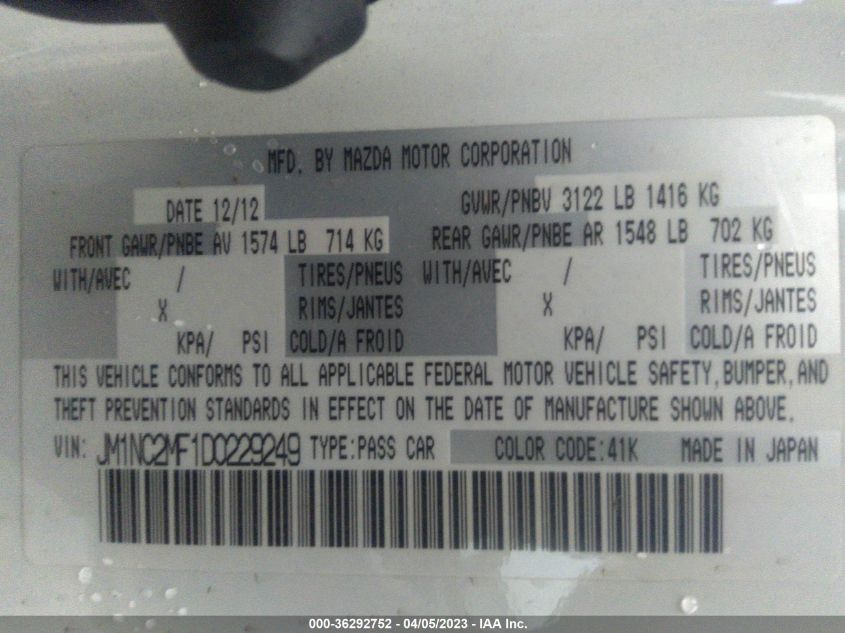 MFD. BY MAZDA MOTOR CORPORATION
DATE 12/12 GVWR/PNBV 3122 LB 1416 KG
FRONT GAWR/PNBE AV 1574 LB 714 KG REAR GAWR/PNBE AR 1548 LB 702 KG
WITH/AVEC / TIRES/PNEUS WITH/AVEC / TIRES/PNEUS
X RIMS/JANTES X RIMS/JANTES
KPA/ PSI COLD/A FROID KPA/ PSI COLD/A FROID
THIS VEHICLE CONFORMS TO ALL APPLICABLE FEDERAL MOTOR VEHICLE SAFETY, BUMPER, AND
THEFT PREVENTION STANDARDS IN EFFECT ON THE DATE OF MANUFACTURE SHOWN ABOVE.
VIN: JM1NC2MF1D0229249 TYPE:PASS CAR COLOR CODE:41K MADE IN JAPAN
000-36292752 - 04/05/2023 - IAA Inc.